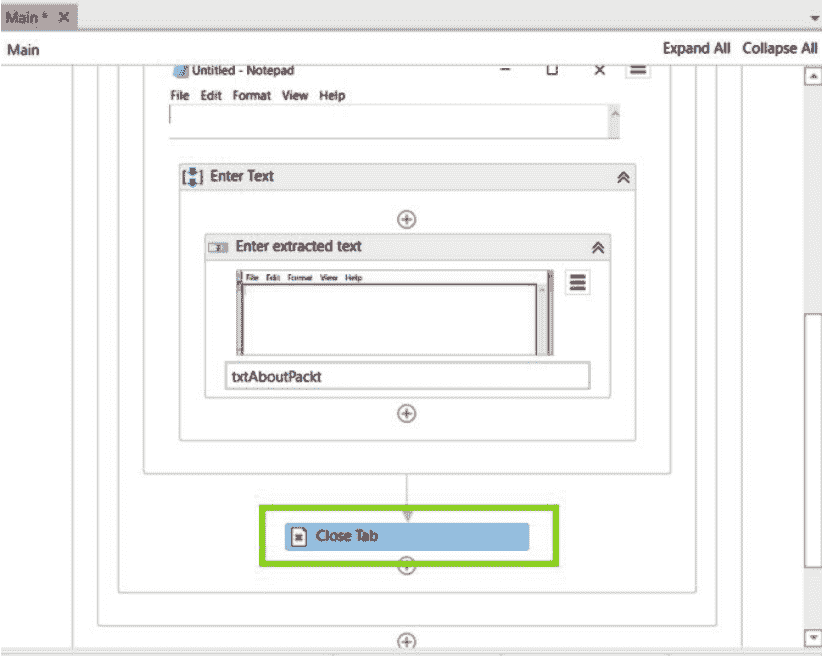 Main * X
Main Expand All Collapse All
Untitled - Notepad
File Edit Format View Help
Enter Text
Enter extracted text
File Edit Format View Help
txtAboutPackt
Close Tab